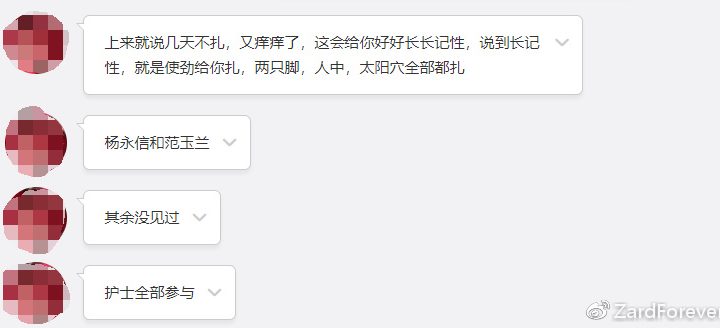 上来就说几天不扎，又痒痒了，这会给你好好长长记性，说到长记
性，就是使劲给你扎，两只脚，人中，太阳穴全部都扎
杨永信和范玉兰
其余没见过
护士全部参与
ZardForever